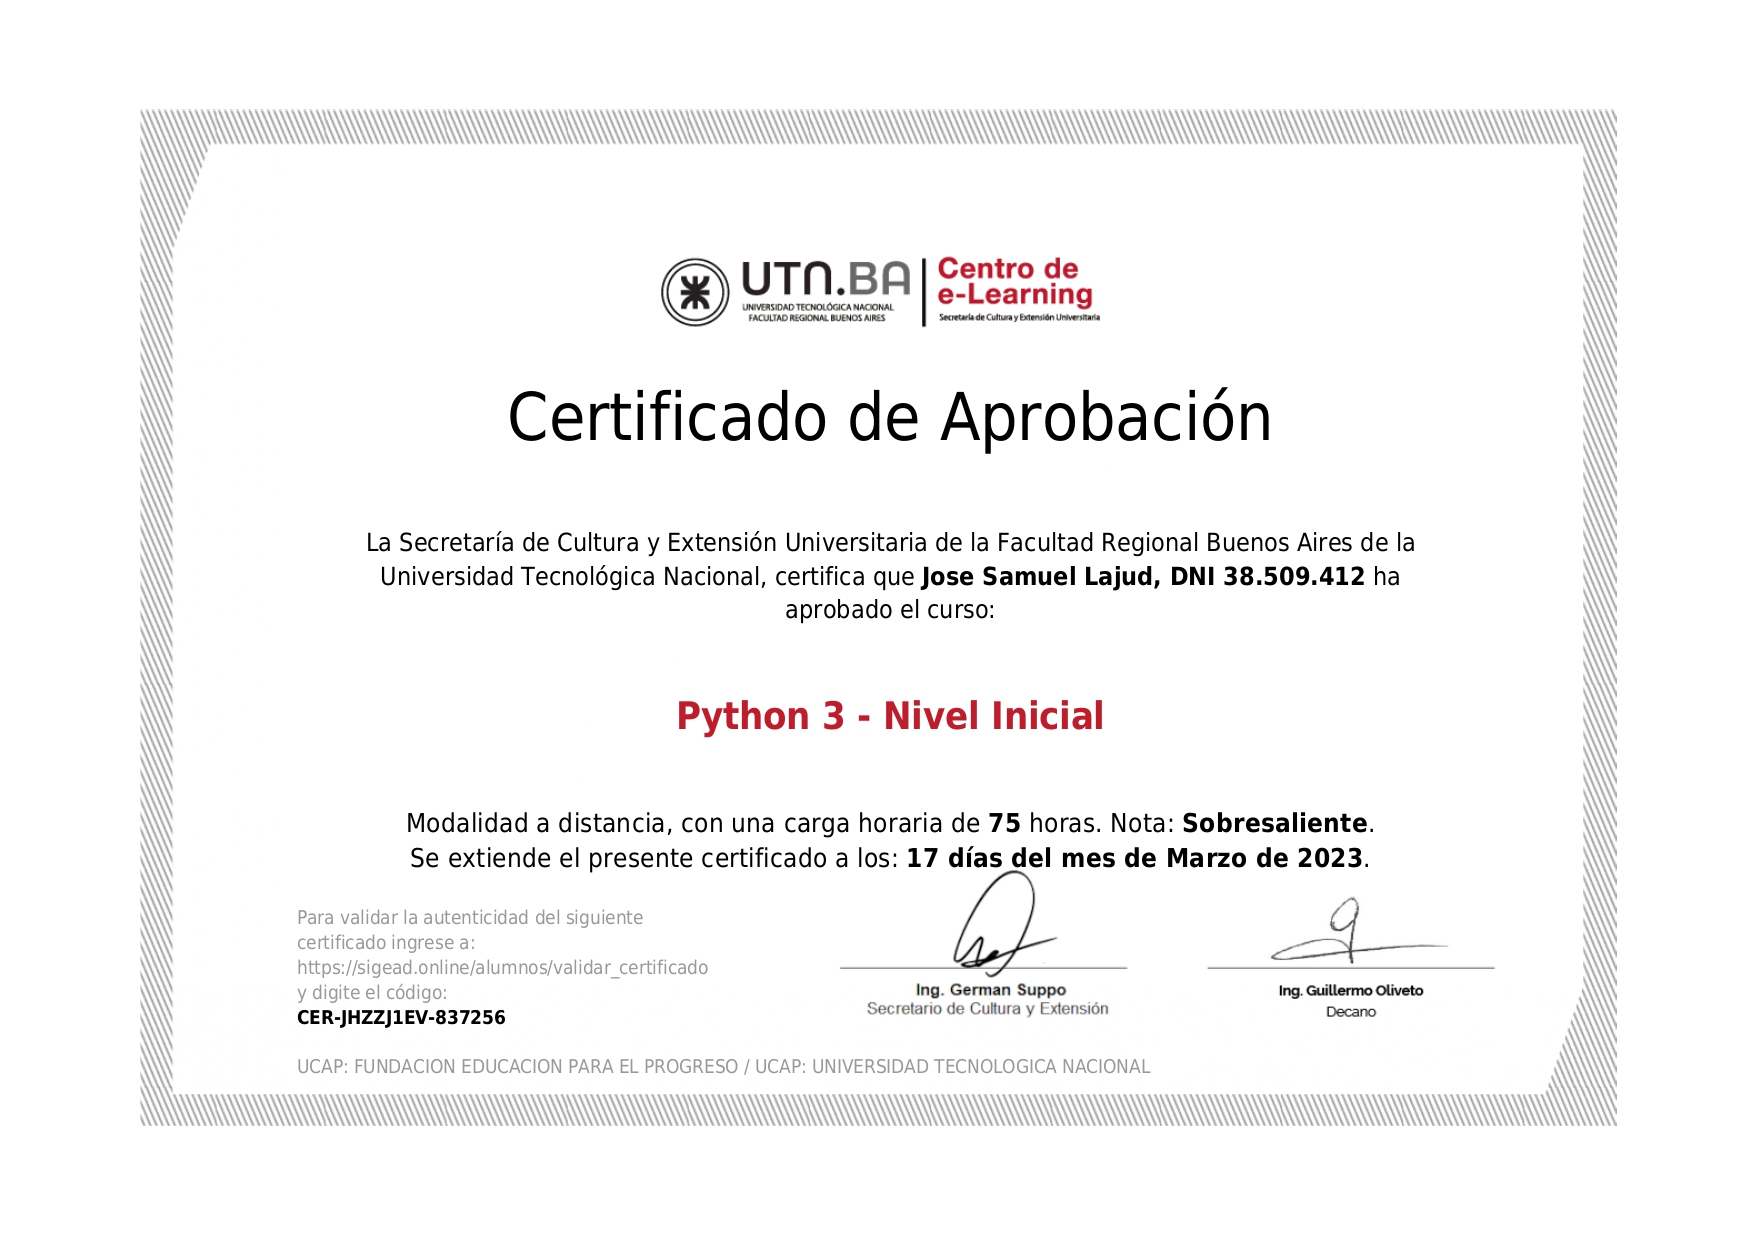 UTN.BA
UNIVERSIDAD TECNOLÓGICA NACIONAL
FACULTAD REGIONAL BUENOS AIRES
Centro de
e-Learning
Secretaría de Cultura y Extensión Universitaria
Certificado de Aprobación
La Secretaría de Cultura y Extensión Universitaria de la Facultad Regional Buenos Aires de la
Universidad Tecnológica Nacional, certifica que Jose Samuel Lajud, DNI 38.509.412 ha
aprobado el curso:
Python 3 - Nivel Inicial
Modalidad a distancia, con una carga horaria de 75 horas. Nota: Sobresaliente.
Se extiende el presente certificado a los: 17 días del mes de Marzo de 2023.
Para validar la autenticidad del siguiente
certificado ingrese a:
https://sigead.online/alumnos/validar_certificado
y digite el código:
CER-JHZZJ1EV-837256
Ing. German Suppo
Secretario de Cultura y Extensión
Ing. Guillermo Oliveto
Decano
UCAP: FUNDACION EDUCACION PARA EL PROGRESO / UCAP: UNIVERSIDAD TECNOLOGICA NACIONAL